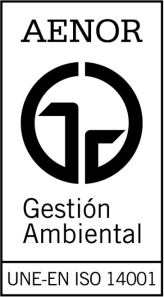 AENOR
Gestión
Ambiental
UNE-EN ISO 14001